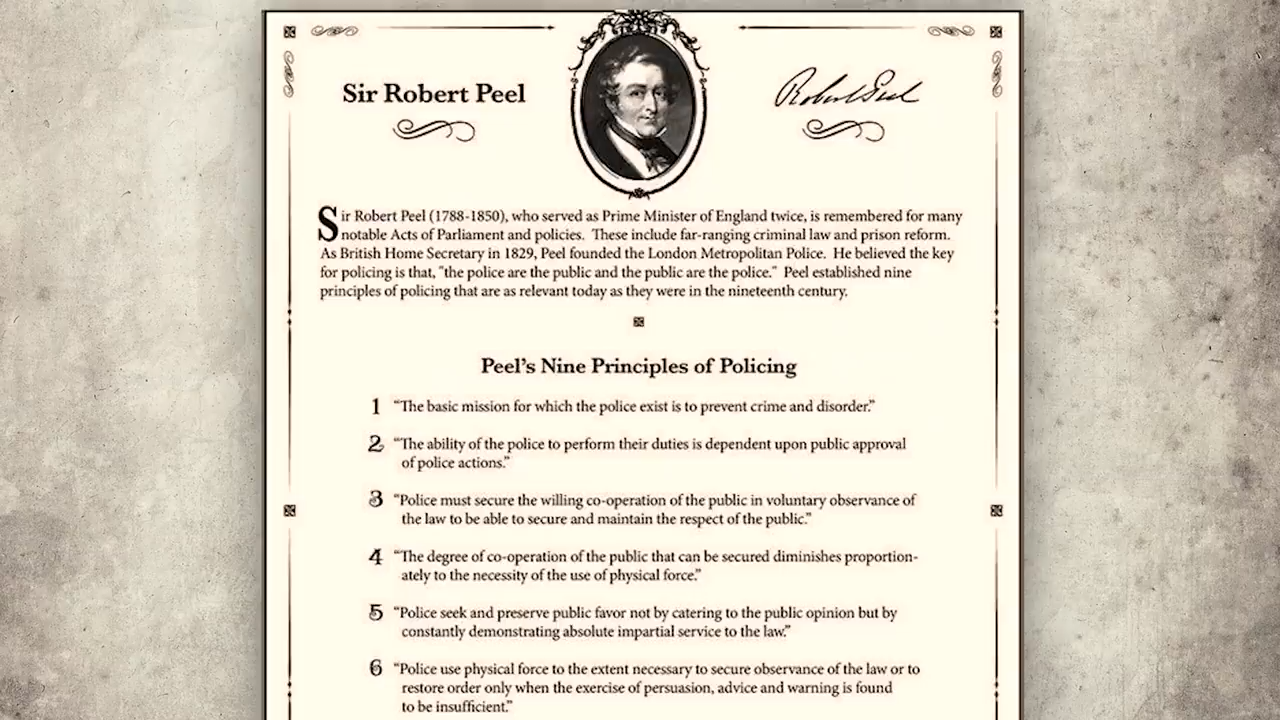 Sir Robert Peel
Robert Peel
Sir Robert Peel (1788-1850), who served as Prime Minister of England twice, is remembered for many
notable Acts of Parliament and policies. These include far-ranging criminal law and prison reform.
As British Home Secretary in 1829, Peel founded the London Metropolitan Police. He believed the key
for policing is that, "the police are the public and the public are the police." Peel established nine
principles of policing that are as relevant today as they were in the nineteenth century.
Peel's Nine Principles of Policing
1 “The basic mission for which the police exist is to prevent crime and disorder.”
2 “The ability of the police to perform their duties is dependent upon public approval
of police actions.”
3 “Police must secure the willing co-operation of the public in voluntary observance of
the law to be able to secure and maintain the respect of the public.”
4 “The degree of co-operation of the public that can be secured diminishes proportion-
ately to the necessity of the use of physical force.”
5 “Police seek and preserve public favor not by catering to the public opinion but by
constantly demonstrating absolute impartial service to the law.”
6 “Police use physical force to the extent necessary to secure observance of the law or to
restore order only when the exercise of persuasion, advice and warning is found
to be insufficient.”